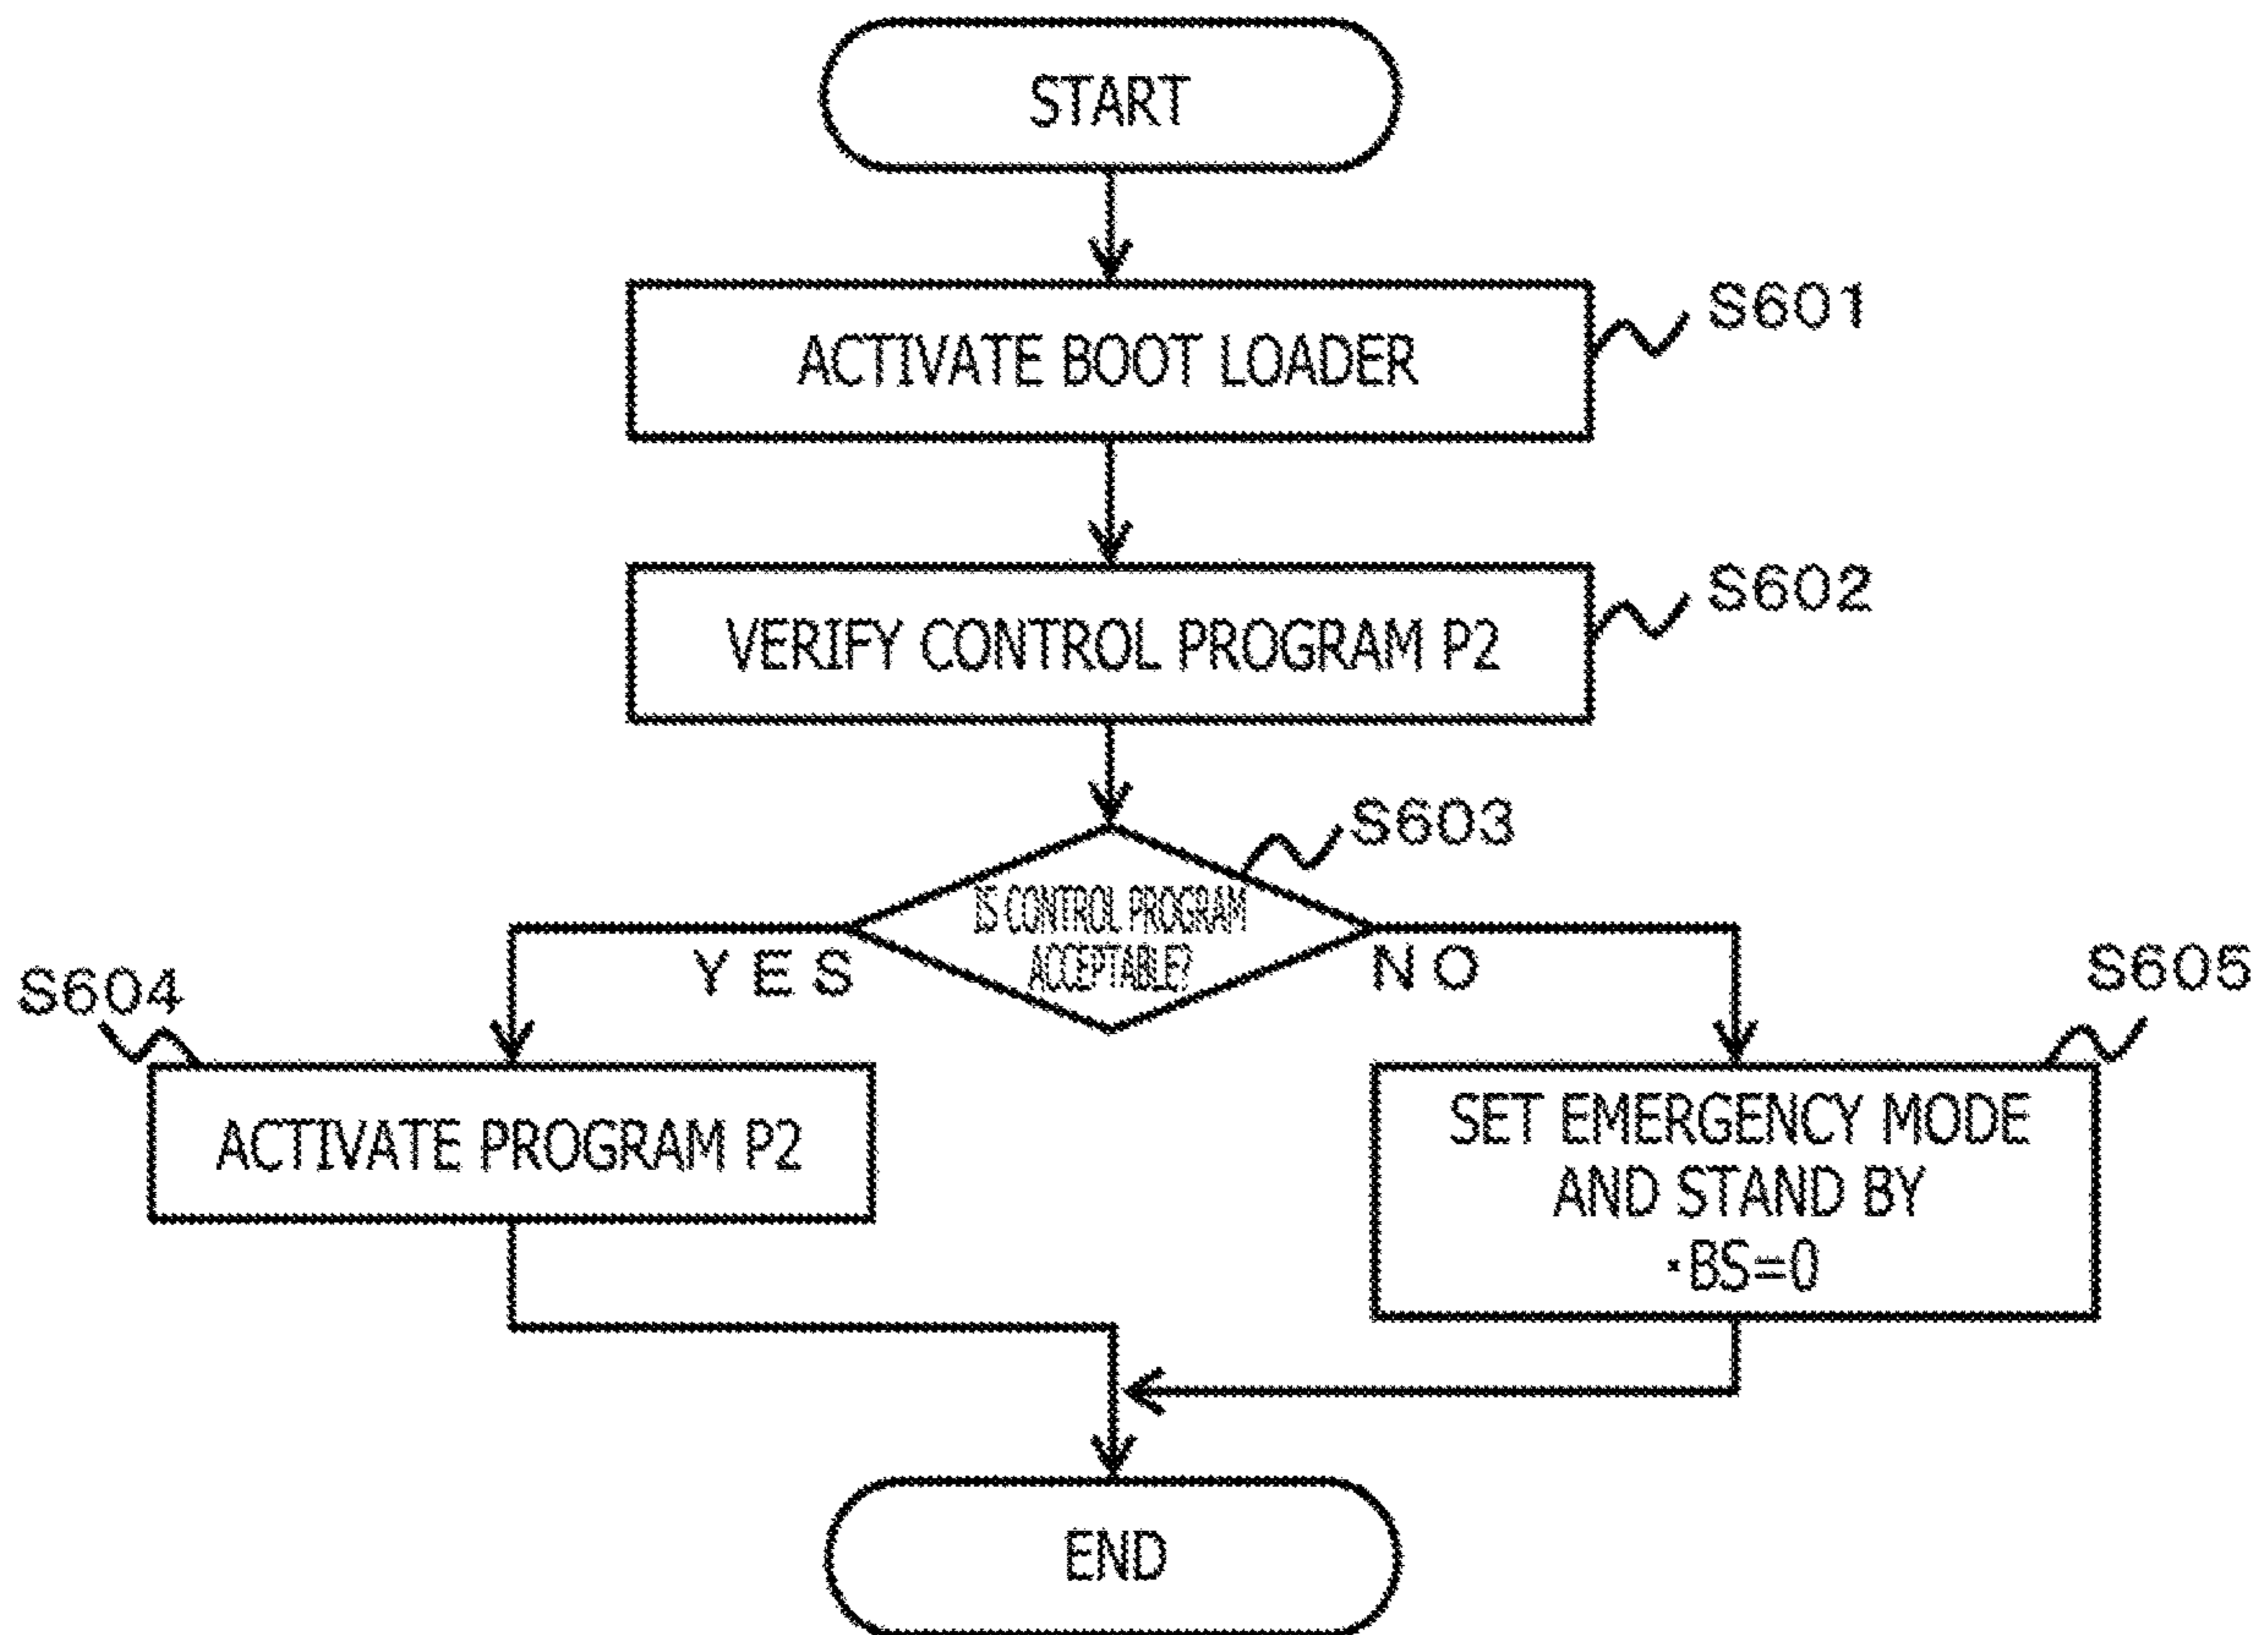 START
ACTIVATE BOOT LOADER
S601
VERIFY CONTROL PROGRAM P2
S602
S603
IS CONTROL PROGRAM
ACCEPTABLE?
YES
NO
S604
ACTIVATE PROGRAM P2
S605
SET EMERGENCY MODE
AND STAND BY
・BS=0
END